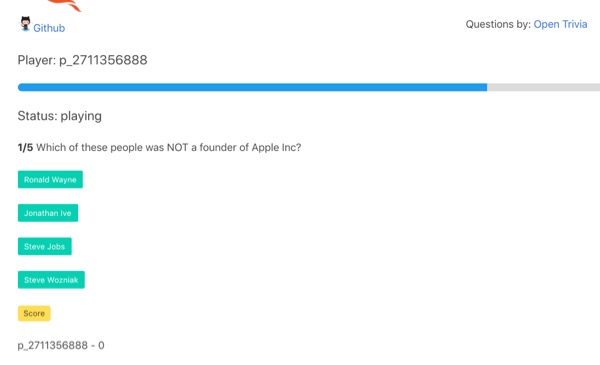 Github
Questions by: Open Trivia
Player: p_2711356888
Status: playing
1/5 Which of these people was NOT a founder of Apple Inc?
Ronald Wayne
Jonathan Ive
Steve Jobs
Steve Wozniak
Score
p_2711356888 - 0